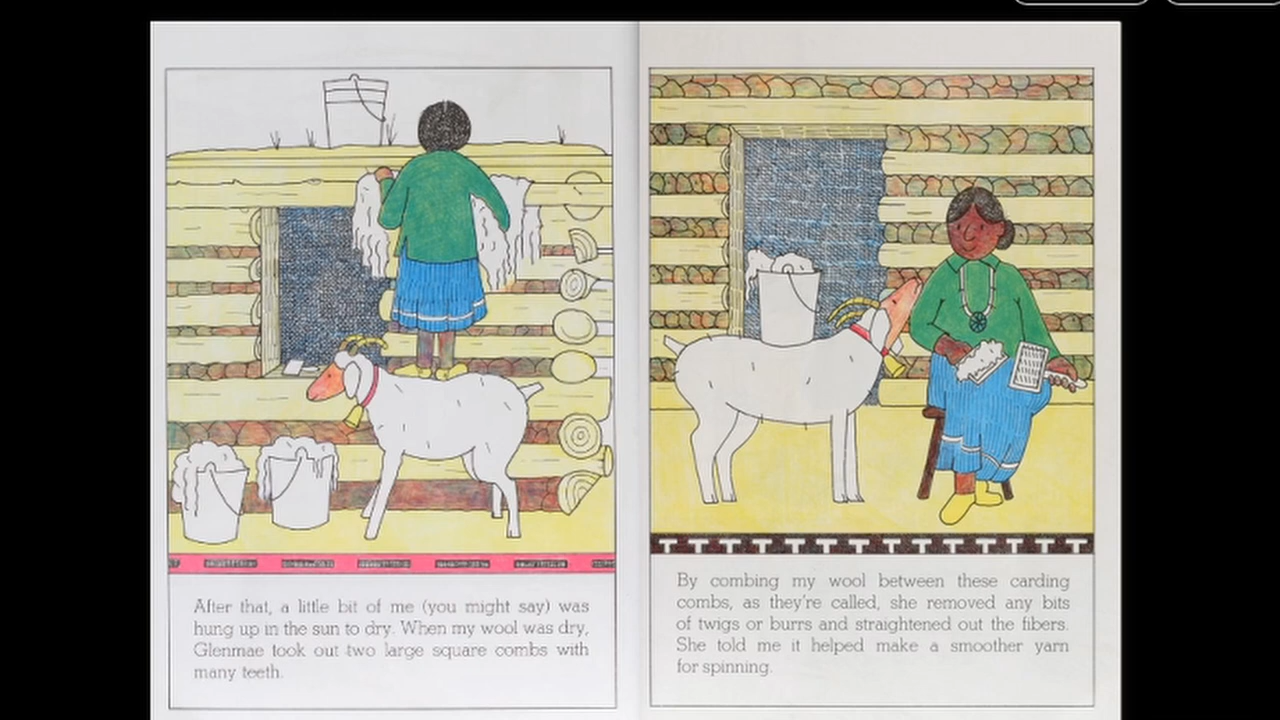 After that, a little bit of me (you might say) was
hung up in the sun to dry. When my wool was dry,
Glenmae took out two large square combs with
many teeth.
By combing my wool between these carding
combs, as they're called, she removed any bits
of twigs or burrs and straightened out the fibers.
She told me it helped make a smoother yarn
for spinning.